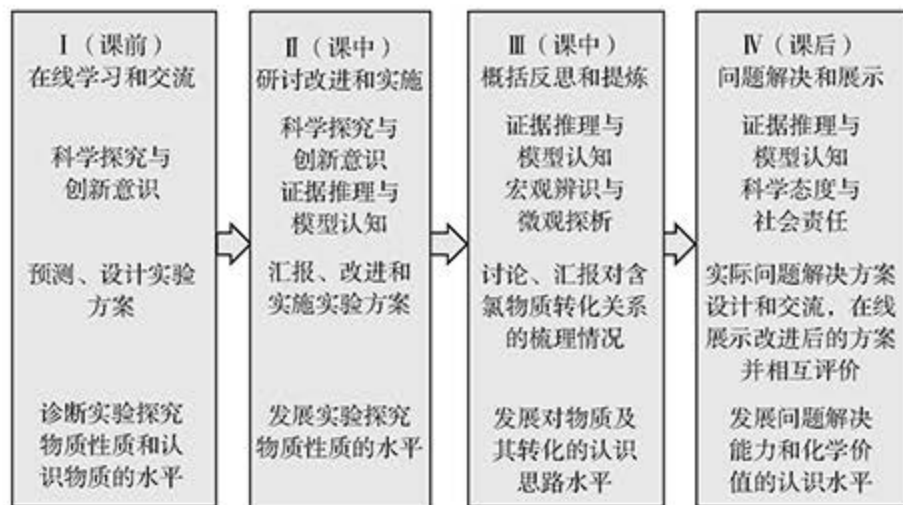 Ⅰ（课前）
在线学习和交流
科学探究与
创新意识
预测、设计实验
方案
诊断实验探究
物质性质和认
识物质的水平
Ⅱ（课中）
研讨改进和实施
科学探究与
创新意识
证据推理与
模型认知
汇报、改进和
实施实验方案
发展实验探究
物质性质的水平
Ⅲ（课中）
概括反思和提炼
证据推理与
模型认知
宏观辨识与
微观探析
讨论、汇报对含
氯物质转化关系
的梳理情况
发展对物质及
其转化的认识
思路水平
Ⅳ（课后）
问题解决和展示
证据推理与
模型认知
科学态度与
社会责任
实际问题解决方案
设计和交流，在线
展示改进后的方案
并相互评价
发展问题解决
能力和化学价
值的认识水平